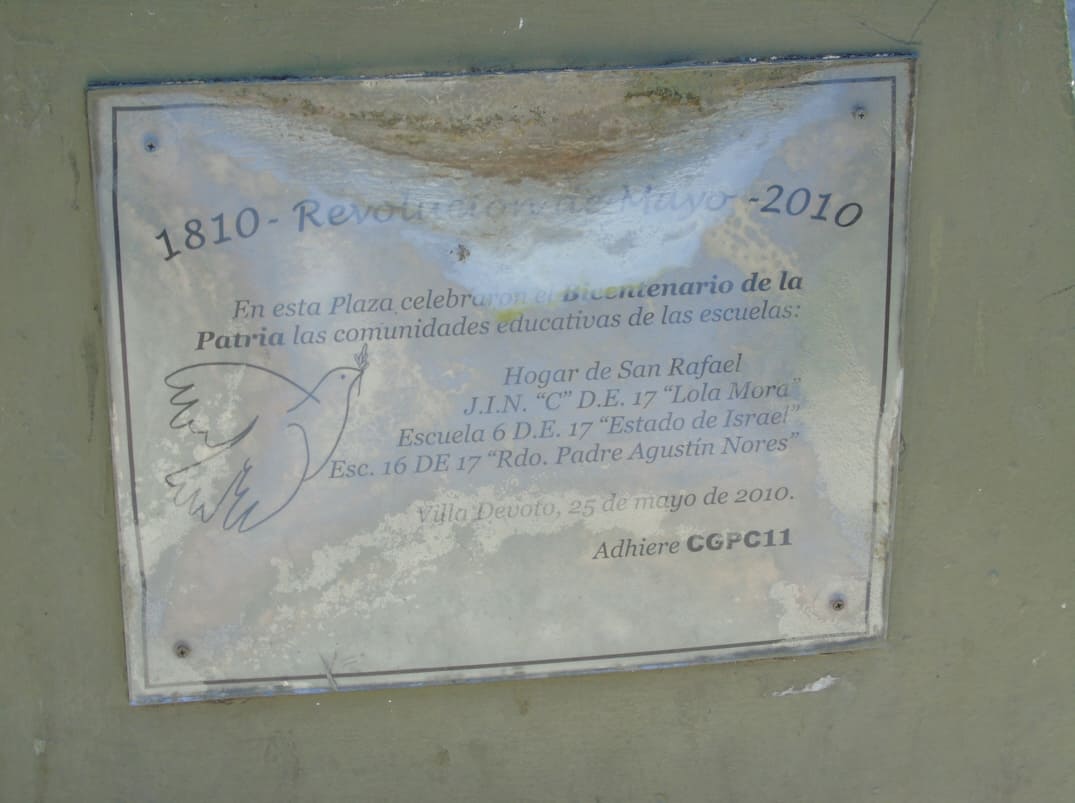 1810- Revolución de Mayo -2010
En esta Plaza celebraron el Bicentenario de la
Patria las comunidades educativas de las escuelas:
Hogar de San Rafael
J.I.N. "C" D.E. 17 "Lola Mora"
Escuela 6 D.E. 17 "Estado de Israel"
Esc. 16 DE 17 "Rdo. Padre Agustín Nores"
Villa Devoto, 25 de mayo de 2010.
Adhiere CGPC11